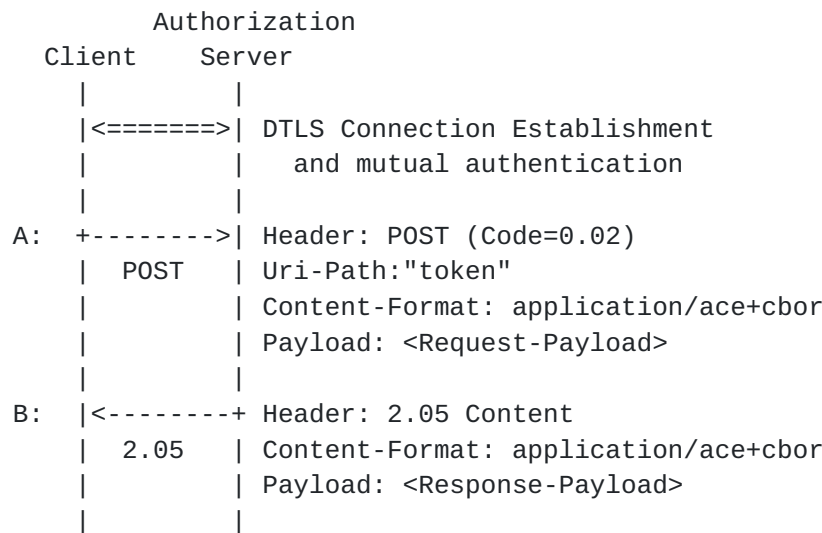 Authorization
  Client    Server
    |         |
    |<=======>| DTLS Connection Establishment
    |         |   and mutual authentication
    |         |
A:  +-------->| Header: POST (Code=0.02)
    |  POST   | Uri-Path:"token"
    |         | Content-Format: application/ace+cbor
    |         | Payload: <Request-Payload>
    |         |
B:  |<--------+ Header: 2.05 Content
    |  2.05   | Content-Format: application/ace+cbor
    |         | Payload: <Response-Payload>
    |         |